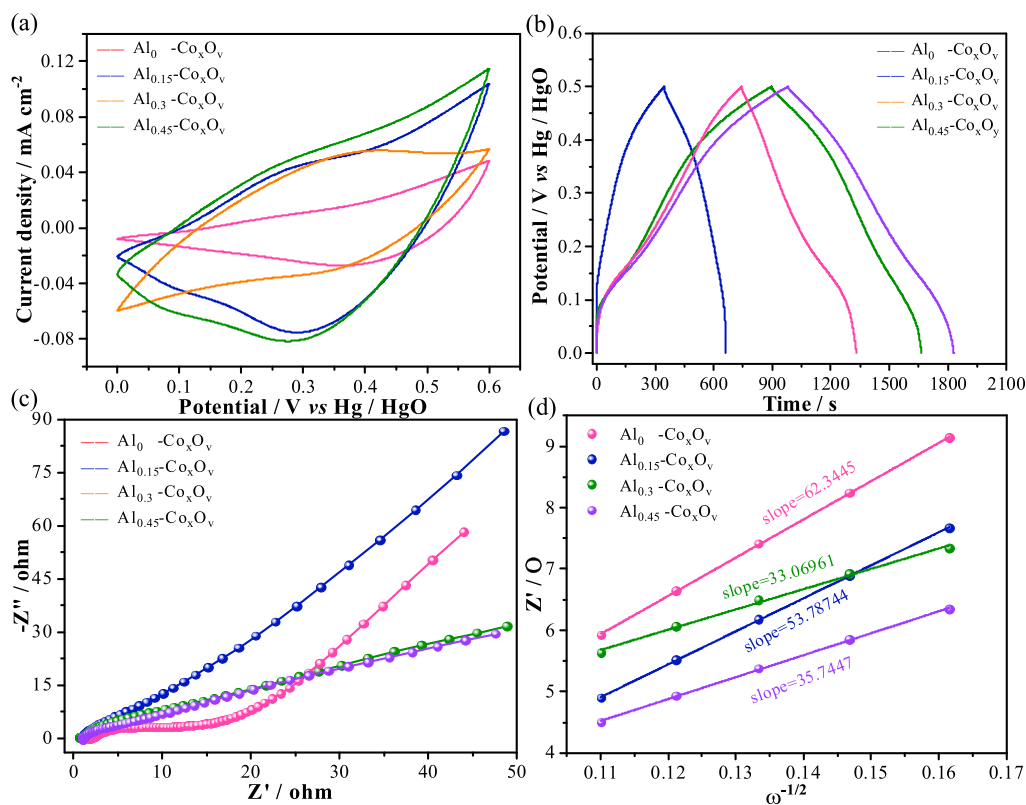 (a)
Al0 -CoxOv
Al0.15-CoxOv
Al0.3 -CoxOv
Al0.45-CoxOv
Current density / mA cm-2
0.12
0.08
0.04
0.00
-0.04
-0.08
0.0 0.1 0.2 0.3 0.4 0.5 0.6
Potential / V vs Hg / HgO
(b)
Al0 -CoxOv
Al0.15-CoxOv
Al0.3 -CoxOv
Al0.45-CoxOy
Potential / V vs Hg / HgO
0.5
0.4
0.3
0.2
0.1
0.0
0 300 600 900 1200 1500 1800 2100
Time / s
(c)
Al0 -CoxOv
Al0.15-CoxOv
Al0.3 -CoxOv
Al0.45-CoxOv
-Z'' / ohm
90
75
60
45
30
15
0
0 10 20 30 40 50
Z' / ohm
(d)
Al0 -CoxOv
Al0.15-CoxOv
Al0.3 -CoxOv
Al0.45 -CoxOv
slope=62.3445
slope=33.06961
slope=53.78744
slope=35.7447
Z' / O
9
8
7
6
5
4
0.11 0.12 0.13 0.14 0.15 0.16 0.17
ω-1/2